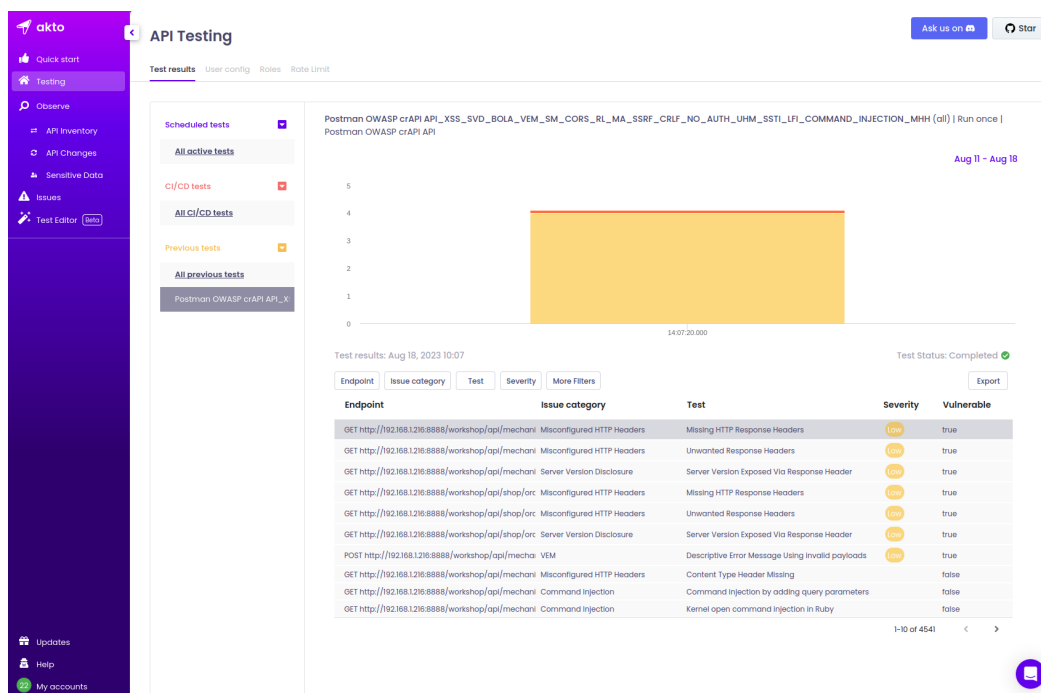 akto
Quick start
Testing
Observe
API Inventory
API Changes
Sensitive Data
Issues
Test Editor Beta
Updates
Help
22 My accounts
API Testing
Ask us on
Star
Test results User config Roles Rate Limit
Scheduled tests
All active tests
CI/CD tests
All CI/CD tests
Previous tests
All previous tests
Postman OWASP crAPI API_X
Postman OWASP crAPI API_XSS_SVD_BOLA_VEM_SM_CORS_RL_MA_SSRF_CRLF_NO_AUTH_UHM_SSTI_LFI_COMMAND_INJECTION_MHH (all) | Run once |
Postman OWASP crAPI API
Aug 11 - Aug 18
5
4
3
2
1
0
14:07:20.000
Test results: Aug 18, 2023 10:07
Test Status: Completed
Endpoint Issue category Test Severity More Filters Export
Endpoint Issue category Test Severity Vulnerable
GET http://192.168.1.216:8888/workshop/api/mechani Misconfigured HTTP Headers Missing HTTP Response Headers Low true
GET http://192.168.1.216:8888/workshop/api/mechani Misconfigured HTTP Headers Unwanted Response Headers Low true
GET http://192.168.1.216:8888/workshop/api/mechani Server Version Disclosure Server Version Exposed Via Response Header Low true
GET http://192.168.1.216:8888/workshop/api/shop/orc Misconfigured HTTP Headers Missing HTTP Response Headers Low true
GET http://192.168.1.216:8888/workshop/api/shop/orc Misconfigured HTTP Headers Unwanted Response Headers Low true
GET http://192.168.1.216:8888/workshop/api/shop/orc Server Version Disclosure Server Version Exposed Via Response Header Low true
POST http://192.168.1.216:8888/workshop/api/mecha VEM Descriptive Error Message Using invalid payloads Low true
GET http://192.168.1.216:8888/workshop/api/mechani Misconfigured HTTP Headers Content Type Header Missing false
GET http://192.168.1.216:8888/workshop/api/mechani Command Injection Command Injection by adding query parameters false
GET http://192.168.1.216:8888/workshop/api/mechani Command Injection Kernel open command injection in Ruby false
1-10 of 4541